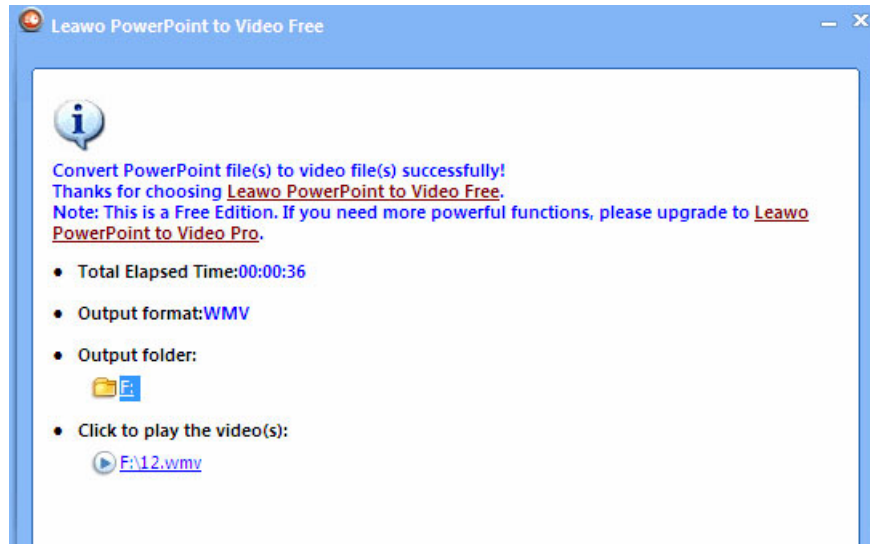 Leawo PowerPoint to Video Free
Convert PowerPoint file(s) to video file(s) successfully!
Thanks for choosing Leawo PowerPoint to Video Free.
Note: This is a Free Edition. If you need more powerful functions, please upgrade to Leawo
PowerPoint to Video Pro.
• Total Elapsed Time:00:00:36
• Output format:WMV
• Output folder:
F:
• Click to play the video(s):
F:\12.wmv